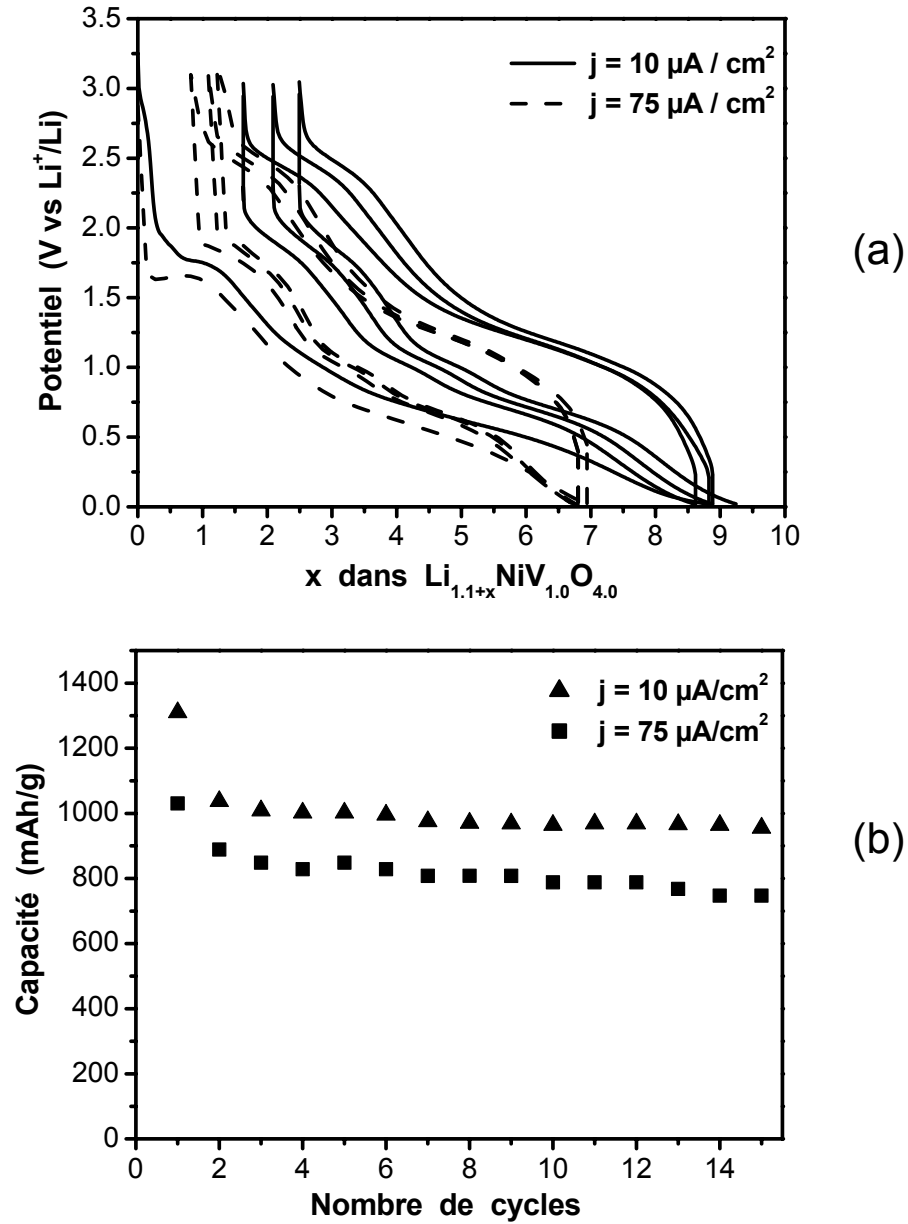 j = 10 µA / cm²
j = 75 µA / cm²
(a)
Potentiel (V vs Li⁺/Li)
3.5
3.0
2.5
2.0
1.5
1.0
0.5
0.0
0 1 2 3 4 5 6 7 8 9 10
x dans Li₁.₁₊ₓNiV₁.₀O₄.₀
j = 10 µA/cm²
j = 75 µA/cm²
(b)
Capacité (mAh/g)
1400
1200
1000
800
600
400
200
0
0 2 4 6 8 10 12 14
Nombre de cycles